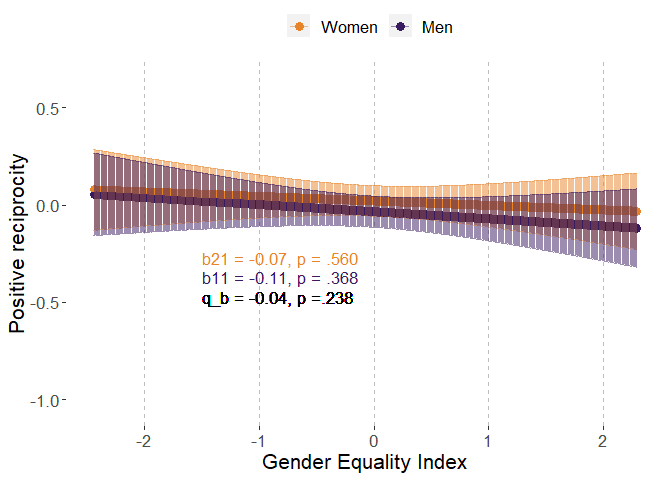 Women Men
Positive reciprocity
0.5
0.0
-0.5
-1.0
b21 = -0.07, p = .560
b11 = -0.11, p = .368
q_b = -0.04, p = .238
-2 -1 0 1 2
Gender Equality Index